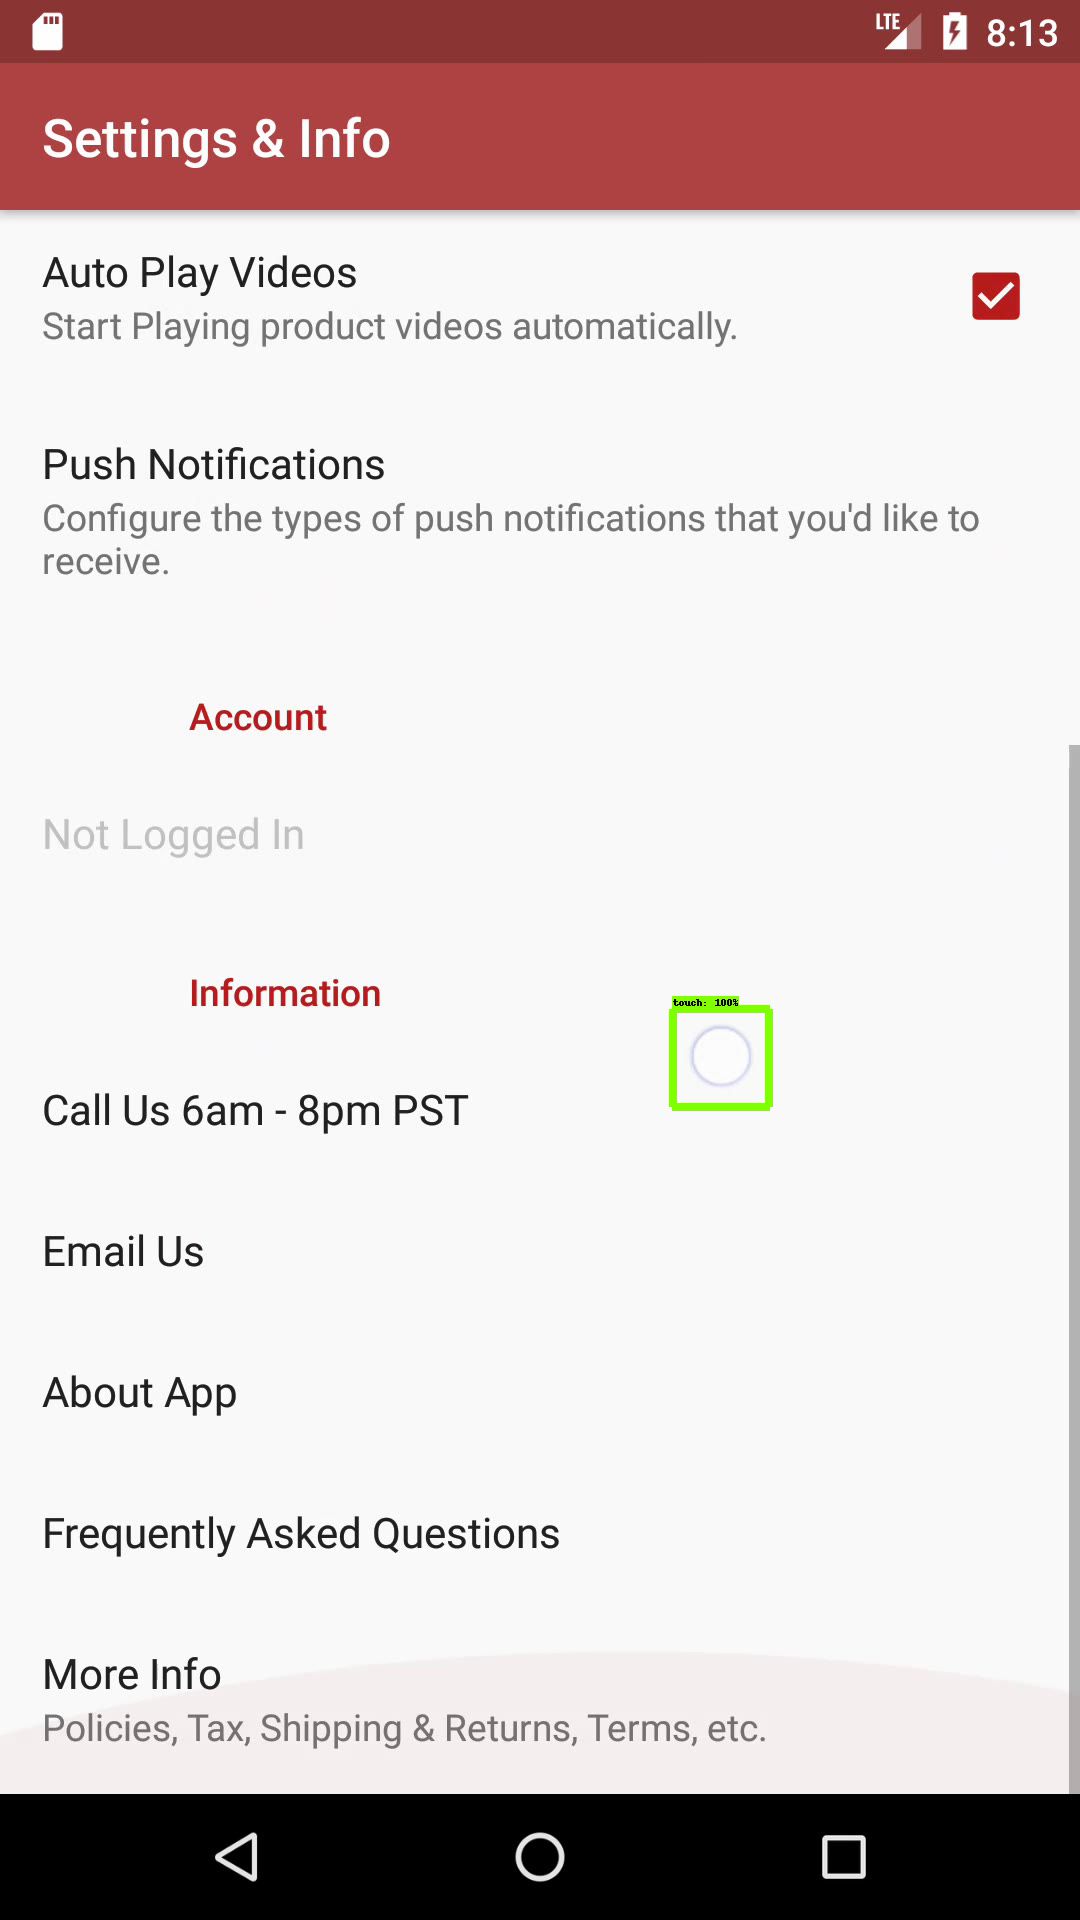 LTE 8:13
Settings & Info
Auto Play Videos
Start Playing product videos automatically.
Push Notifications
Configure the types of push notifications that you'd like to
receive.
Account
Not Logged In
Information
touch: 100%
Call Us 6am - 8pm PST
Email Us
About App
Frequently Asked Questions
More Info
Policies, Tax, Shipping & Returns, Terms, etc.